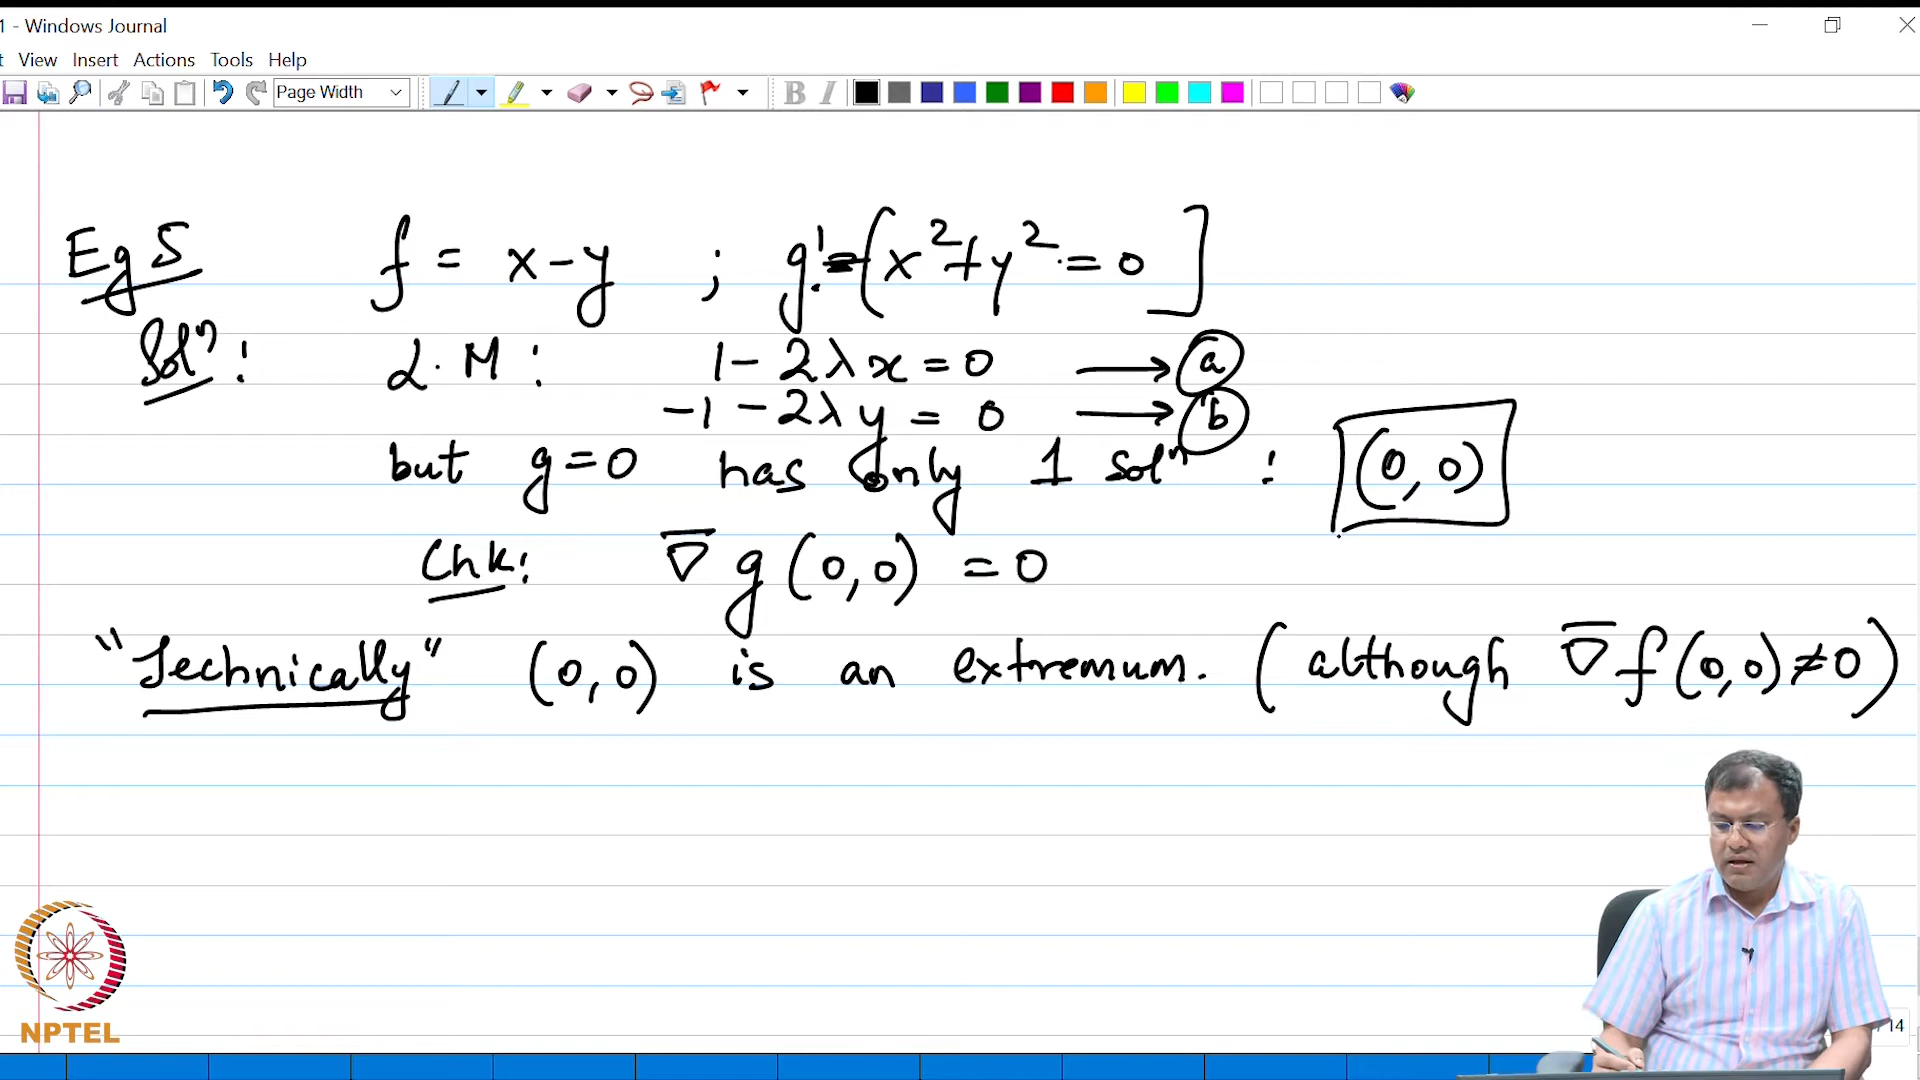 1 - Windows Journal
View Insert Actions Tools Help
Page Width B I
Eg 5 f = x-y ; g := [x²+y² = 0]
Solⁿ: L.M: 1 - 2λx = 0 → (a)
-1 - 2λy = 0 → (b)
but g=0 has only 1 solⁿ : (0,0)
Chk: ∇̅ g(0,0) = 0
"Technically" (0,0) is an extremum. (although ∇̅f(0,0)≠0)
NPTEL
14